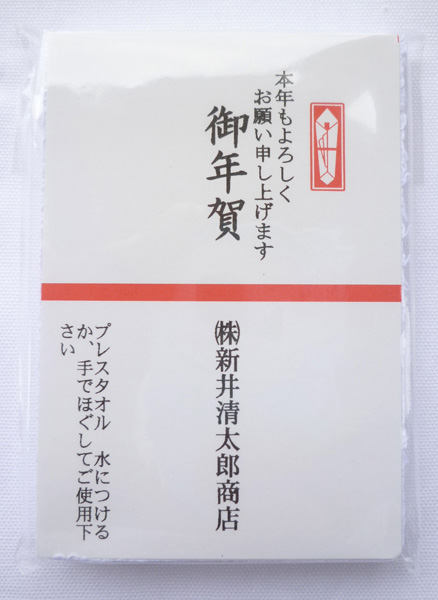 本年もよろしく
お願い申し上げます
御年賀
㈱新井清太郎商店
プレスタオル　水につける
か、手でほぐしてご使用下
さい